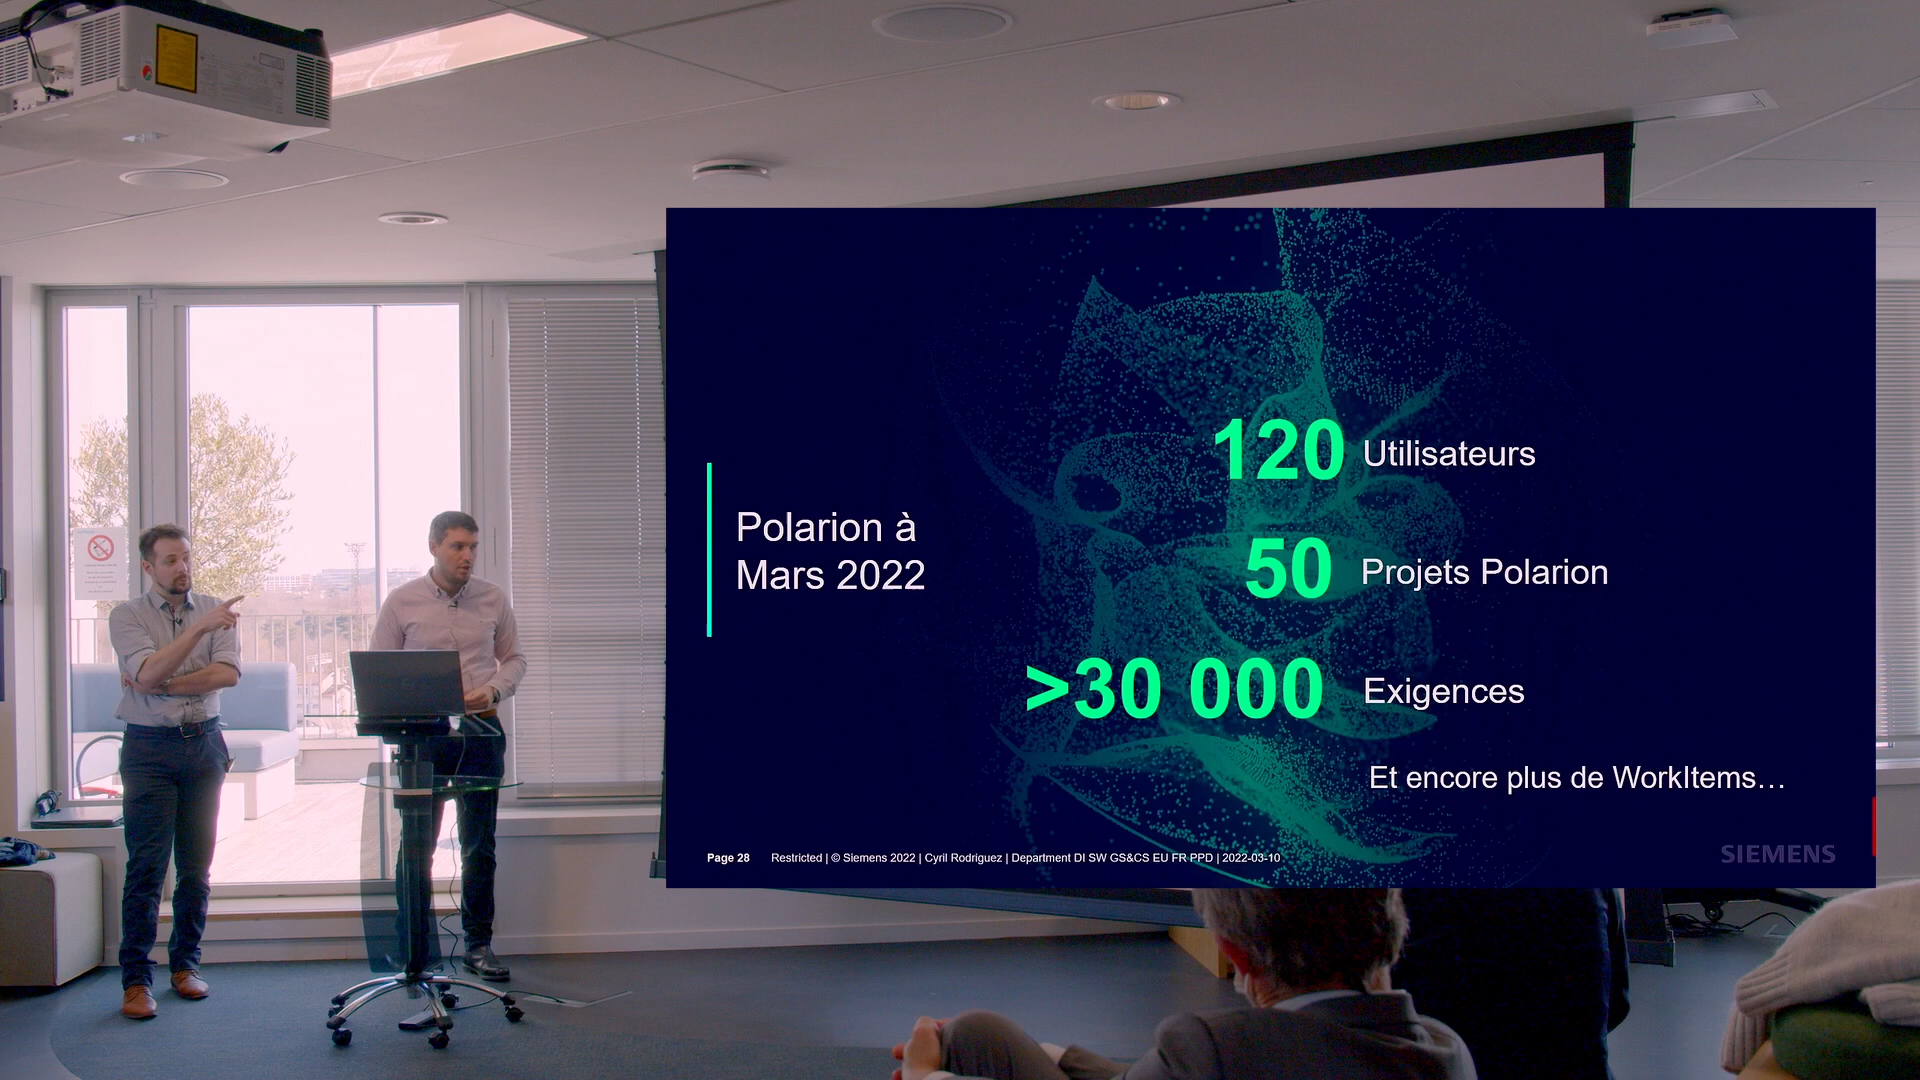 Polarion à
Mars 2022
120 Utilisateurs
50 Projets Polarion
>30 000 Exigences
Et encore plus de WorkItems…
Page 28 Restricted | © Siemens 2022 | Cyril Rodriguez | Department DI SW GS&CS EU FR PPD | 2022-03-10
SIEMENS